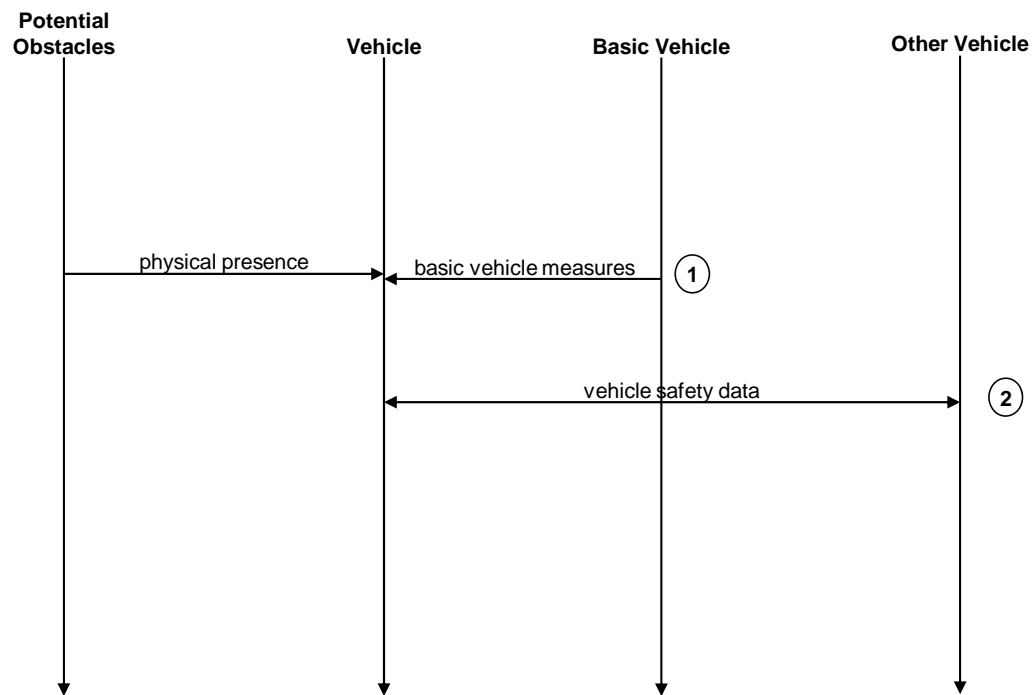 Potential
Obstacles
Vehicle
Basic Vehicle
Other Vehicle
physical presence
basic vehicle measures
1
vehicle safety data
2